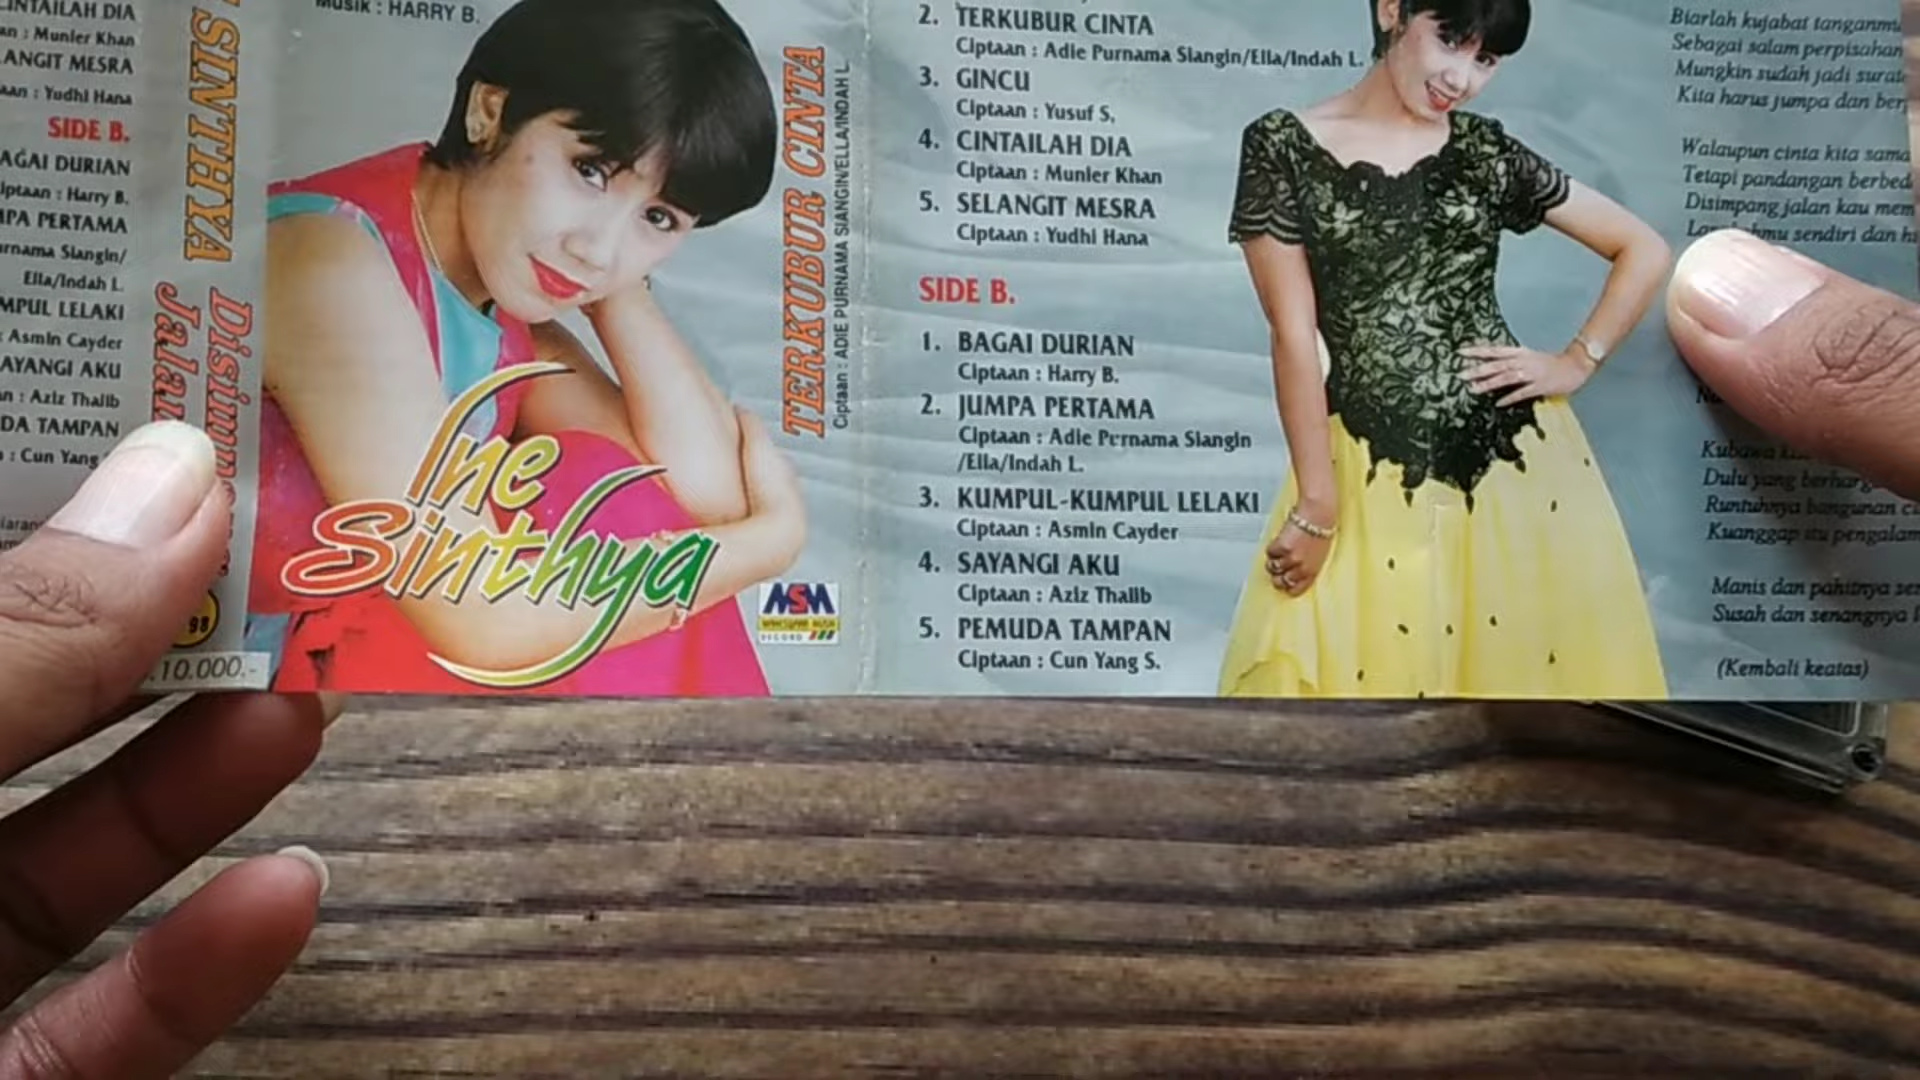 CINTAILAH DIA
: Munier Khan
ANGIT MESRA
: Yudhi Hana
SIDE B.
AGAI DURIAN
iptaan : Harry B.
MPA PERTAMA
urnama Siangin/
Ella/Indah L.
MPUL LELAKI
: Asmin Cayder
AYANGI AKU
: Aziz Thalib
DA TAMPAN
: Cun Yang
SINTHYA
Disimpang
Jalan
98
10.000.-
Musik : HARRY B.
Ine
Sinthya
TERKUBUR CINTA
Ciptaan : ADIE PURNAMA SIANGIN/ELLA/INDAH L.
MSM
RECORD
2. TERKUBUR CINTA
Ciptaan : Adie Purnama Siangin/Ella/Indah L.
3. GINCU
Ciptaan : Yusuf S.
4. CINTAILAH DIA
Ciptaan : Munier Khan
5. SELANGIT MESRA
Ciptaan : Yudhi Hana
SIDE B.
1. BAGAI DURIAN
Ciptaan : Harry B.
2. JUMPA PERTAMA
Ciptaan : Adie Purnama Siangin
/Ella/Indah L.
3. KUMPUL-KUMPUL LELAKI
Ciptaan : Asmin Cayder
4. SAYANGI AKU
Ciptaan : Aziz Thalib
5. PEMUDA TAMPAN
Ciptaan : Cun Yang S.
Biarlah kujabat tanganmu
Sebagai salam perpisahan
Mungkin sudah jadi surat
Kita harus jumpa dan ber
Walaupun cinta kita sama
Tetapi pandangan berbed
Disimpang jalan kau mem
sendiri dan
Kubawa
Dulu yang berharg
Runtuhnya bangunan
Kuanggap itu pengalam
Manis dan pahitnya se
Susah dan senangnya
(Kembali keatas)